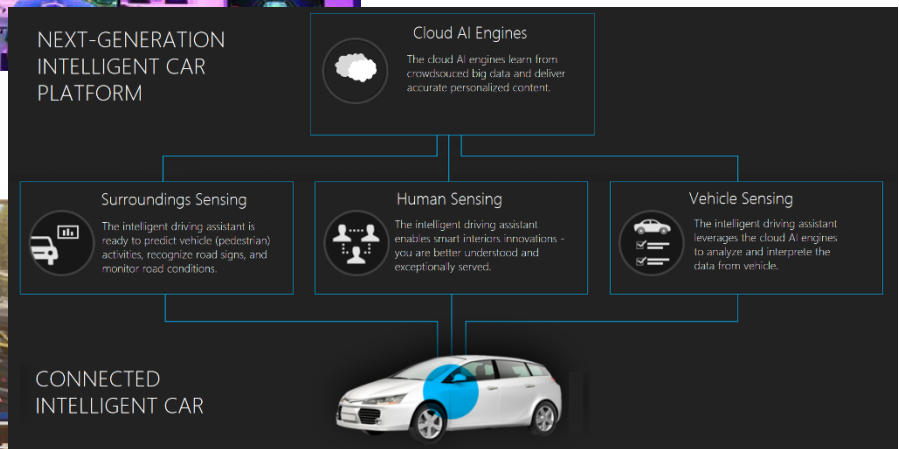 NEXT-GENERATION
INTELLIGENT CAR
PLATFORM
Cloud AI Engines
The cloud AI engines learn from
crowdsouced big data and deliver
accurate personalized content.
Surroundings Sensing
The intelligent driving assistant is
ready to predict vehicle (pedestrian)
activities, recognize road signs, and
monitor road conditions.
Human Sensing
The intelligent driving assistant
enables smart interiors innovations -
you are better understood and
exceptionally served.
Vehicle Sensing
The intelligent driving assistant
leverages the cloud AI engines
to analyze and interprete the
data from vehicle.
CONNECTED
INTELLIGENT CAR